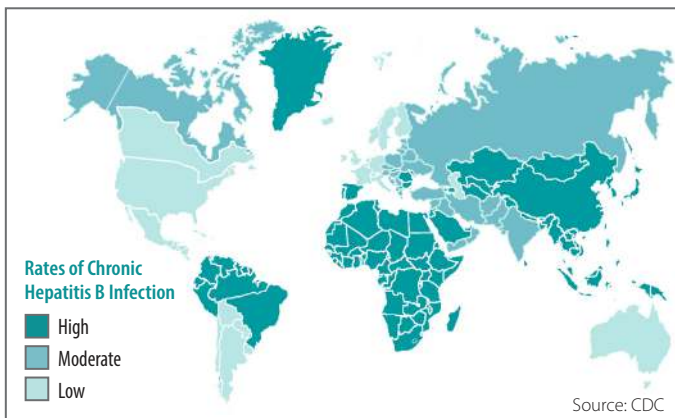 Rates of Chronic
Hepatitis B Infection
High
Moderate
Low
Source: CDC